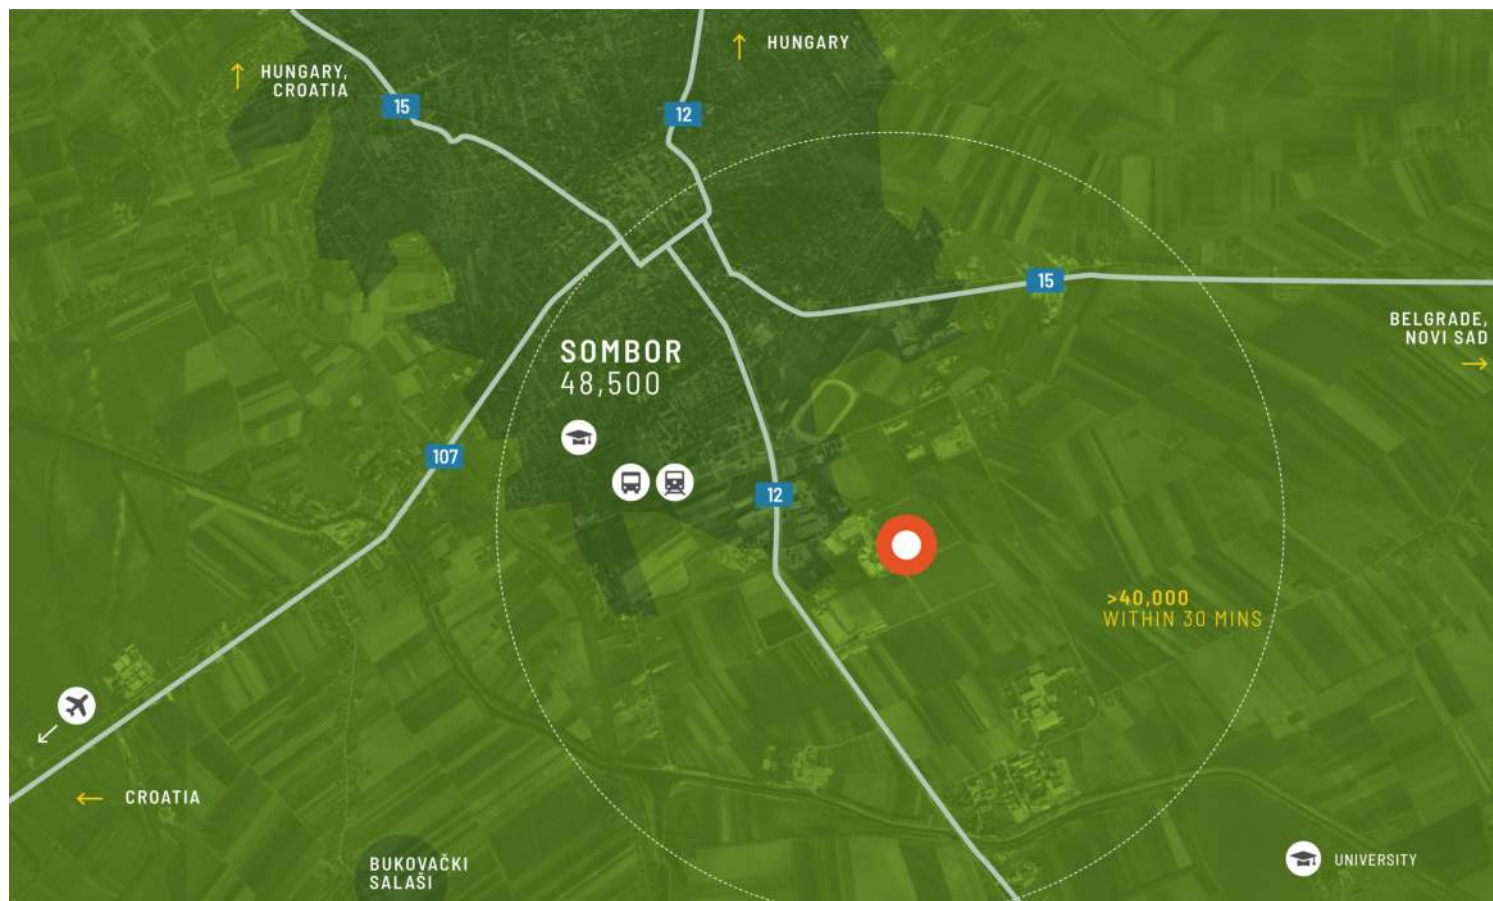 HUNGARY
HUNGARY,
CROATIA
15
12
15
BELGRADE,
NOVI SAD
SOMBOR
48,500
107
12
>40,000
WITHIN 30 MINS
CROATIA
BUKOVAČKI
SALAŠI
UNIVERSITY